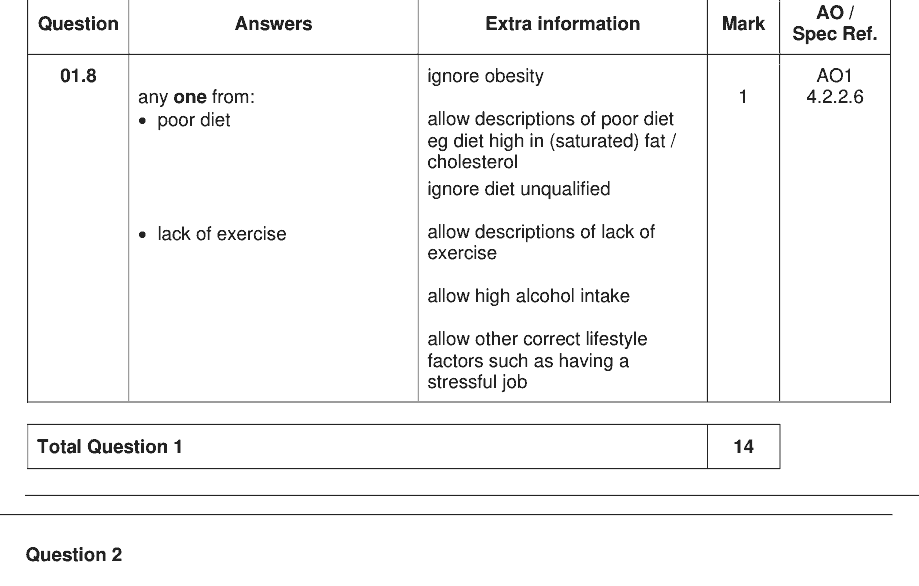 Question Answers Extra information Mark AO /
Spec Ref.
01.8 ignore obesity AO1
any one from: 1 4.2.2.6
• poor diet allow descriptions of poor diet
eg diet high in (saturated) fat /
cholesterol
ignore diet unqualified
• lack of exercise allow descriptions of lack of
exercise
allow high alcohol intake
allow other correct lifestyle
factors such as having a
stressful job
Total Question 1 14
Question 2